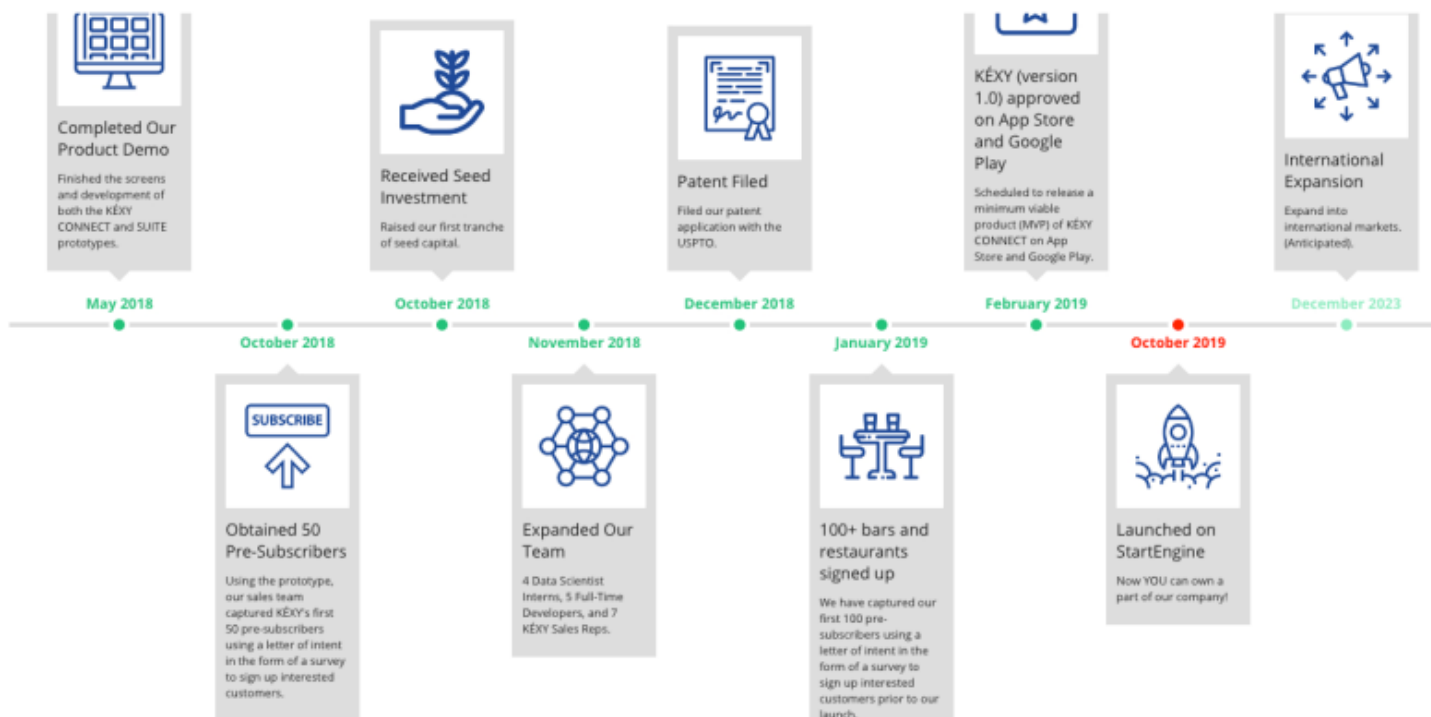 Completed Our
Product Demo
Finished the screens
and development of
both the KÉXY
CONNECT and SUITE
prototypes.
May 2018
SUBSCRIBE
October 2018
Obtained 50
Pre-Subscribers
Using the prototype,
our sales team
captured KÉXY's first
50 pre-subscribers
using a letter of intent
in the form of a survey
to sign up interested
customers.
Received Seed
Investment
Raised our first tranche
of seed capital.
October 2018
November 2018
Expanded Our
Team
4 Data Scientist
Interns, 5 Full-Time
Developers, and 7
KÉXY Sales Reps.
Patent Filed
Filed our patent
application with the
USPTO.
December 2018
January 2019
100+ bars and
restaurants
signed up
We have captured our
first 100 pre-
subscribers using a
letter of intent in the
form of a survey to
sign up interested
customers prior to our
launch.
KÉXY (version
1.0) approved
on App Store
and Google
Play
Scheduled to release a
minimum viable
product (MVP) of KÉXY
CONNECT on App
Store and Google Play.
February 2019
October 2019
Launched on
StartEngine
Now YOU can own a
part of our company!
International
Expansion
Expand into
international markets.
(Anticipated).
December 2023